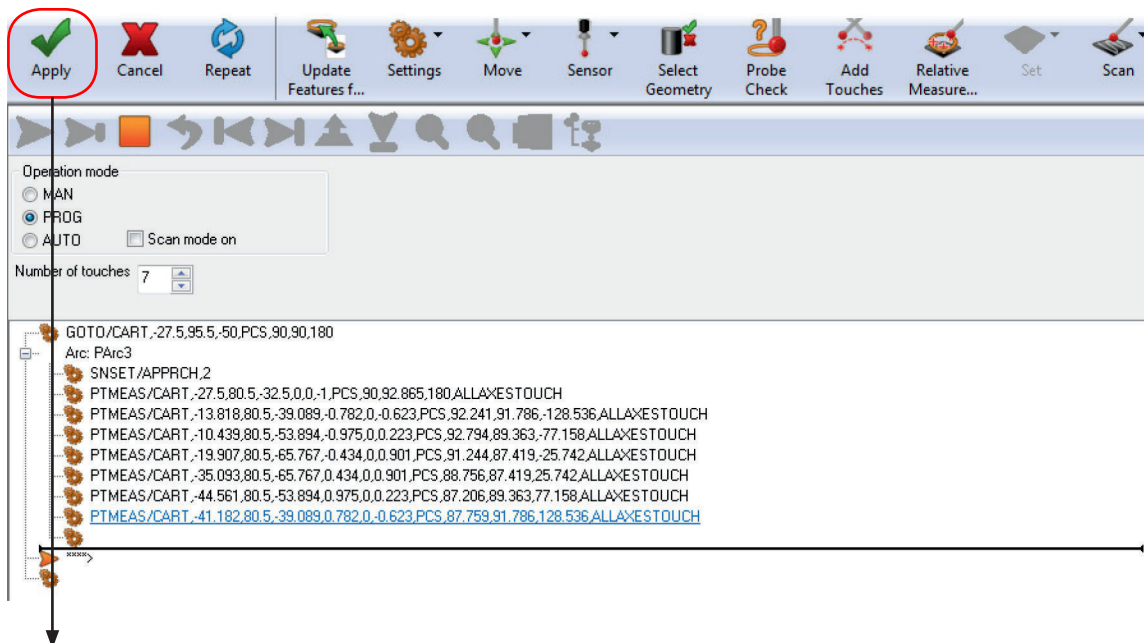 Apply Cancel Repeat Update Settings Move Sensor Select Probe Add Relative Set Scan
Features f... Geometry Check Touches Measure...
Operation mode
MAN
PROG
AUTO Scan mode on
Number of touches 7
GOTO/CART,-27.5,95.5,-50,PCS,90,90,180
Arc: PArc3
SNSET/APPRCH,2
PTMEAS/CART,-27.5,80.5,-32.5,0,0,-1,PCS,90,92.865,180,ALLAXESTOUCH
PTMEAS/CART,-13.818,80.5,-39.089,-0.782,0,-0.623,PCS,92.241,91.786,-128.536,ALLAXESTOUCH
PTMEAS/CART,-10.439,80.5,-53.894,-0.975,0,0.223,PCS,92.794,89.363,-77.158,ALLAXESTOUCH
PTMEAS/CART,-19.907,80.5,-65.767,-0.434,0,0.901,PCS,91.244,87.419,-25.742,ALLAXESTOUCH
PTMEAS/CART,-35.093,80.5,-65.767,0.434,0,0.901,PCS,88.756,87.419,25.742,ALLAXESTOUCH
PTMEAS/CART,-44.561,80.5,-53.894,0.975,0,0.223,PCS,87.206,89.363,77.158,ALLAXESTOUCH
PTMEAS/CART,-41.182,80.5,-39.089,0.782,0,-0.623,PCS,87.759,91.786,128.536,ALLAXESTOUCH
****>